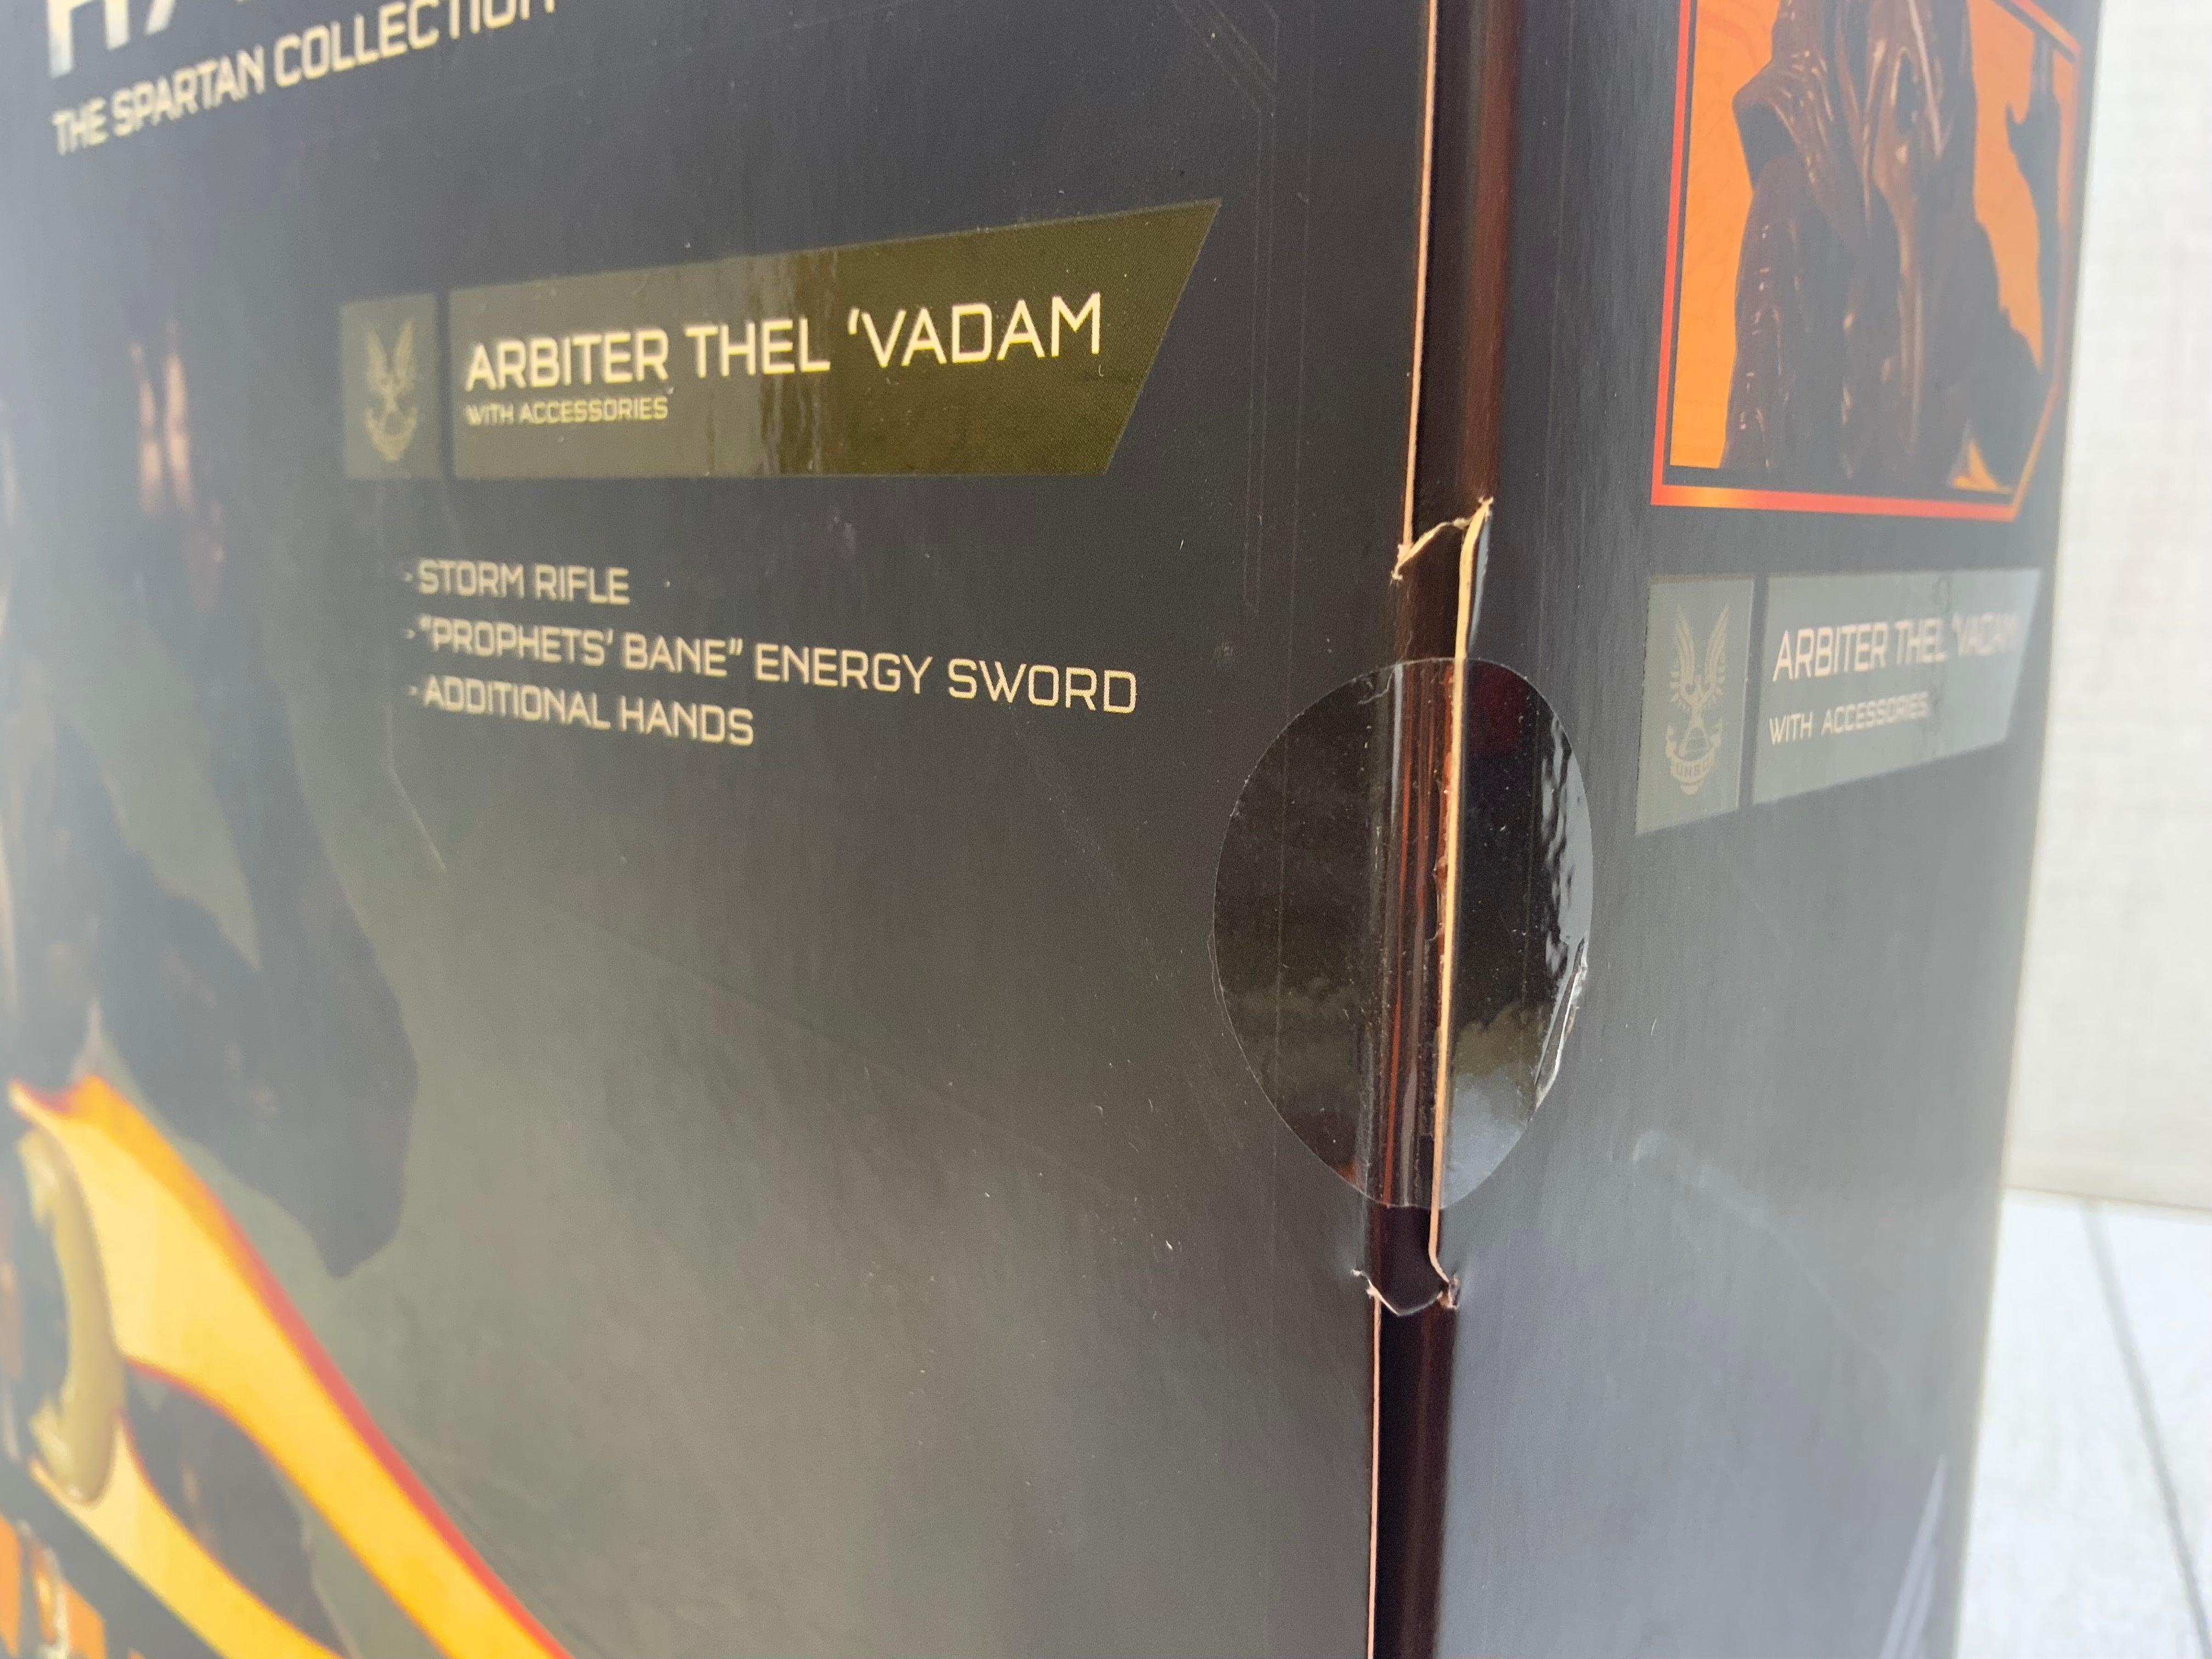 THE SPARTAN COLLECTION
ARBITER THEL ‘VADAM
WITH ACCESSORIES
- STORM RIFLE
- "PROPHETS' BANE" ENERGY SWORD
- ADDITIONAL HANDS
ARBITER THEL 'VADAM
WITH ACCESSORIES
UNSC